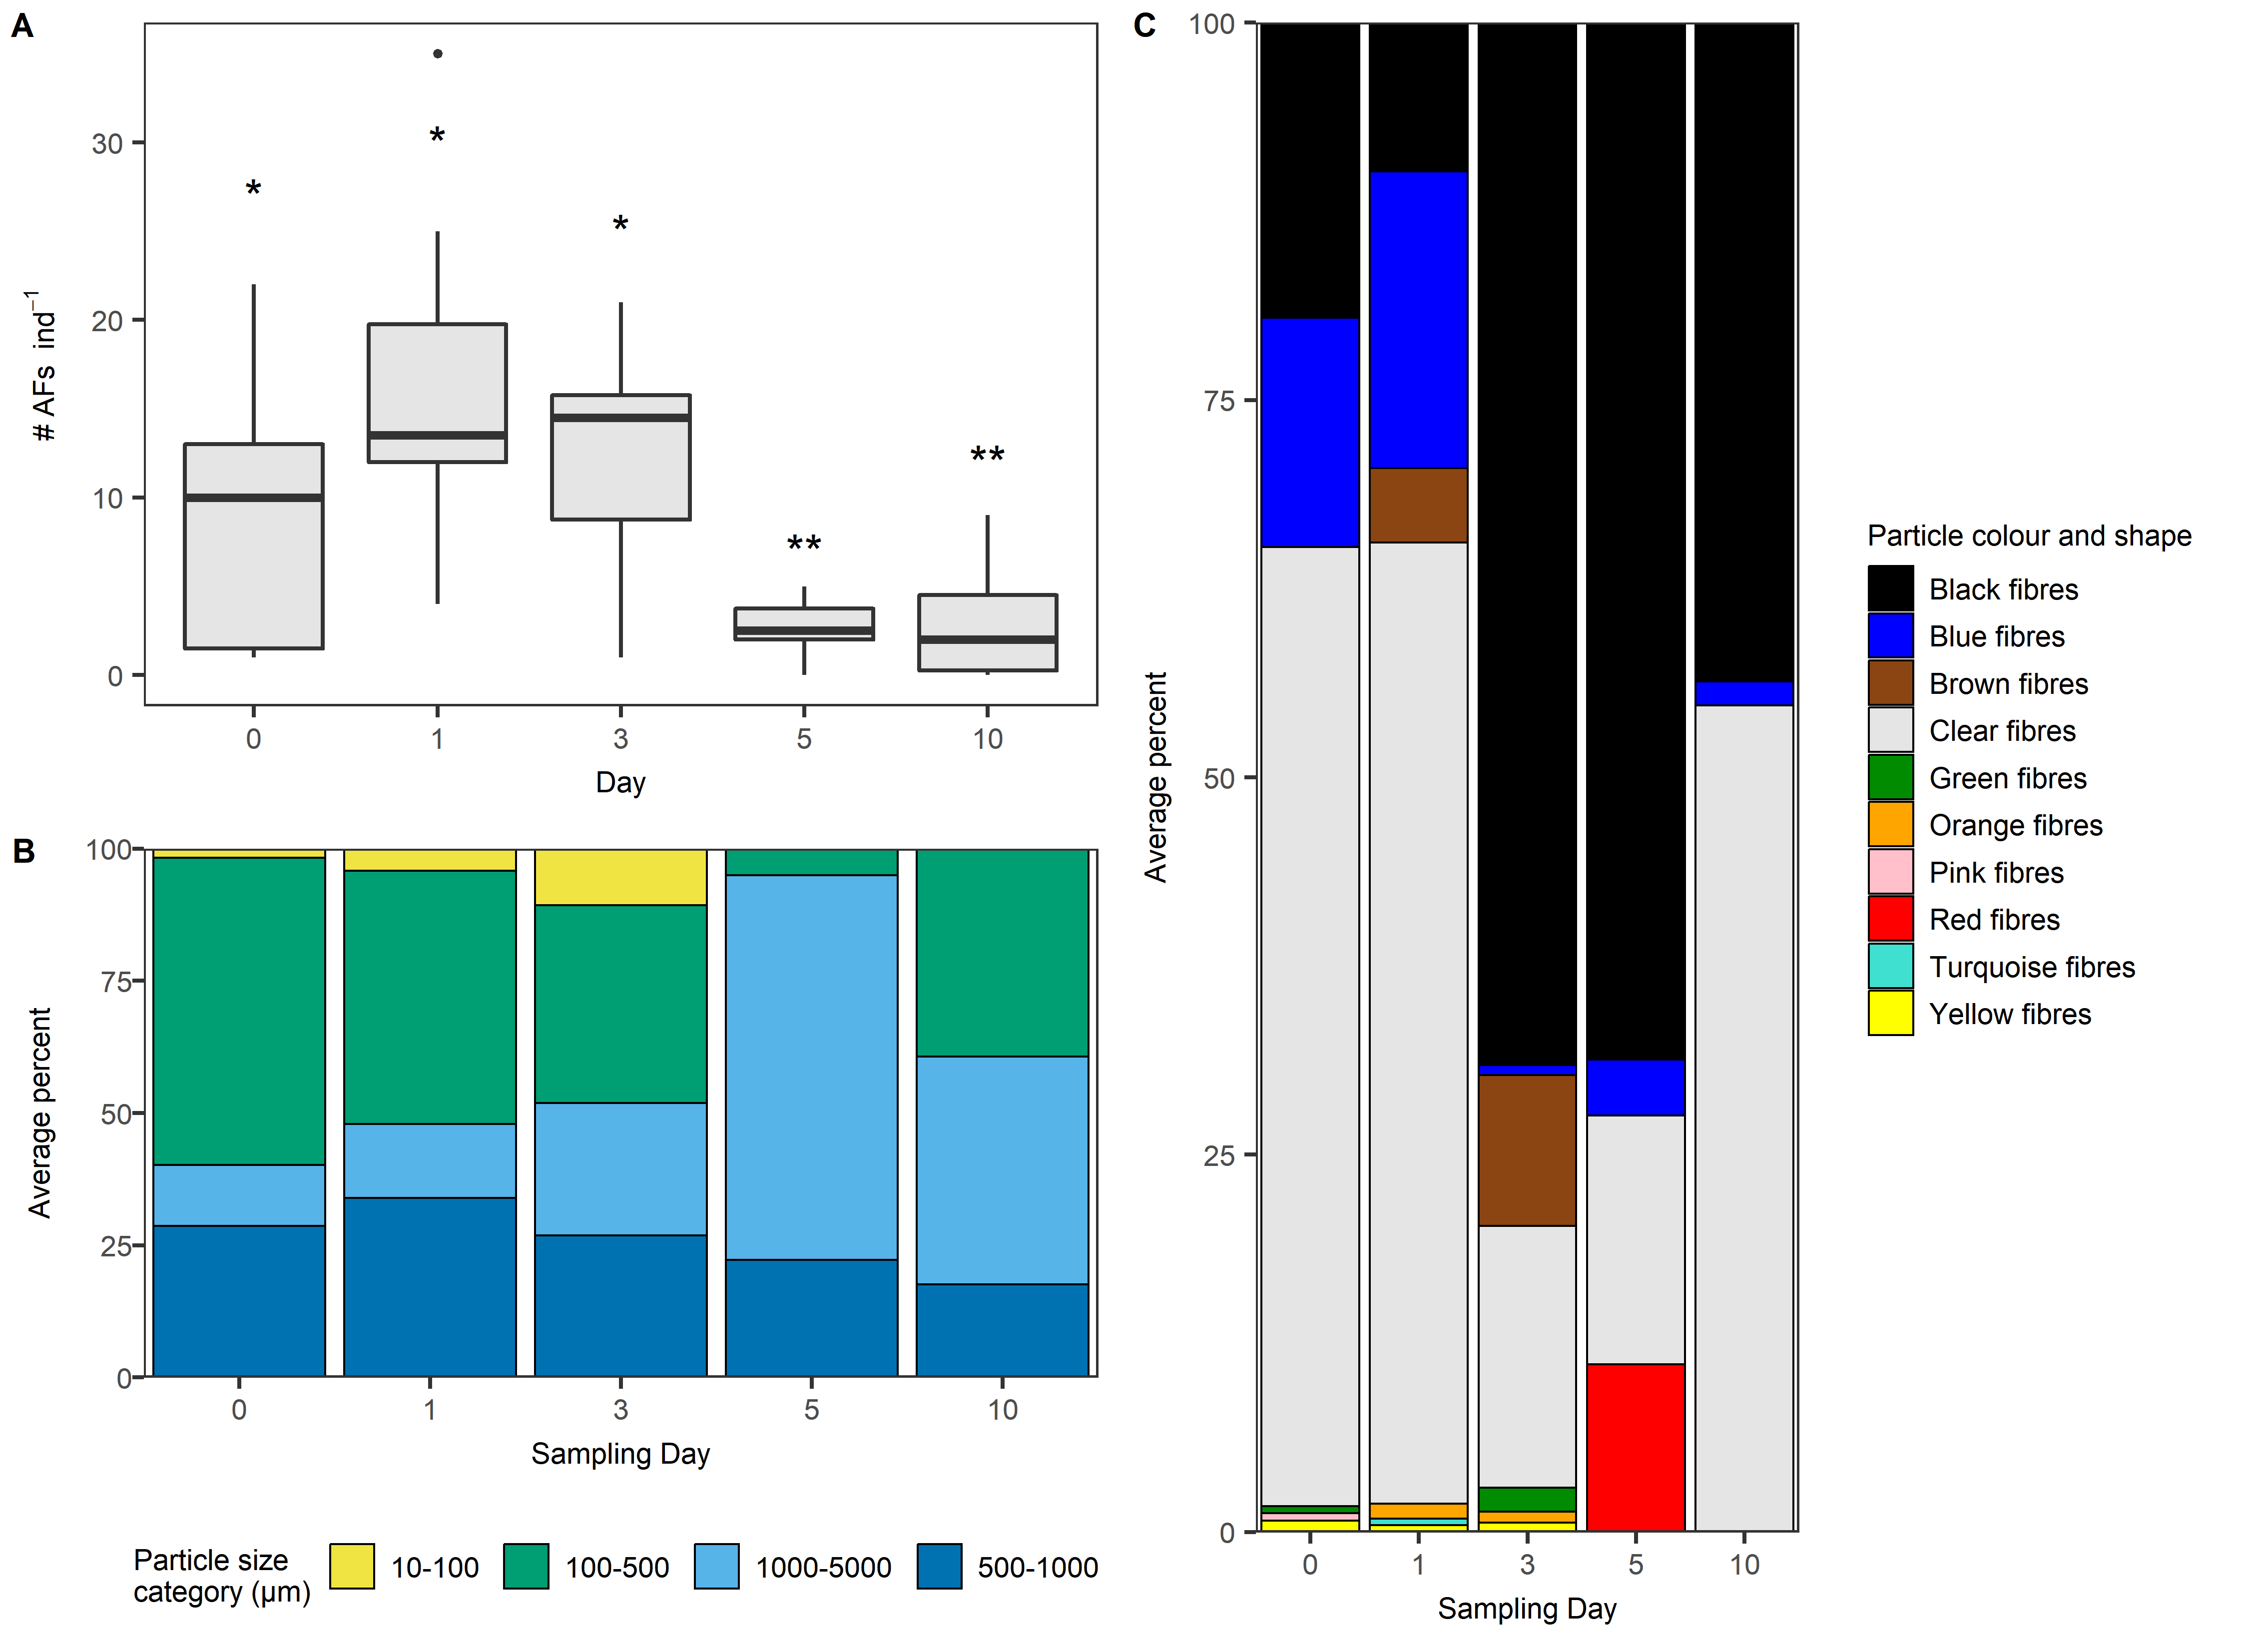 A
# AFs ind⁻¹
30
20
10
0
*
*
*
**
**
0 1 3 5 10
Day
B
Average percent
100
75
50
25
0
0 1 3 5 10
Sampling Day
Particle size
category (µm)
10-100 100-500 1000-5000 500-1000
C
Average percent
100
75
50
25
0
0 1 3 5 10
Sampling Day
Particle colour and shape
Black fibres
Blue fibres
Brown fibres
Clear fibres
Green fibres
Orange fibres
Pink fibres
Red fibres
Turquoise fibres
Yellow fibres